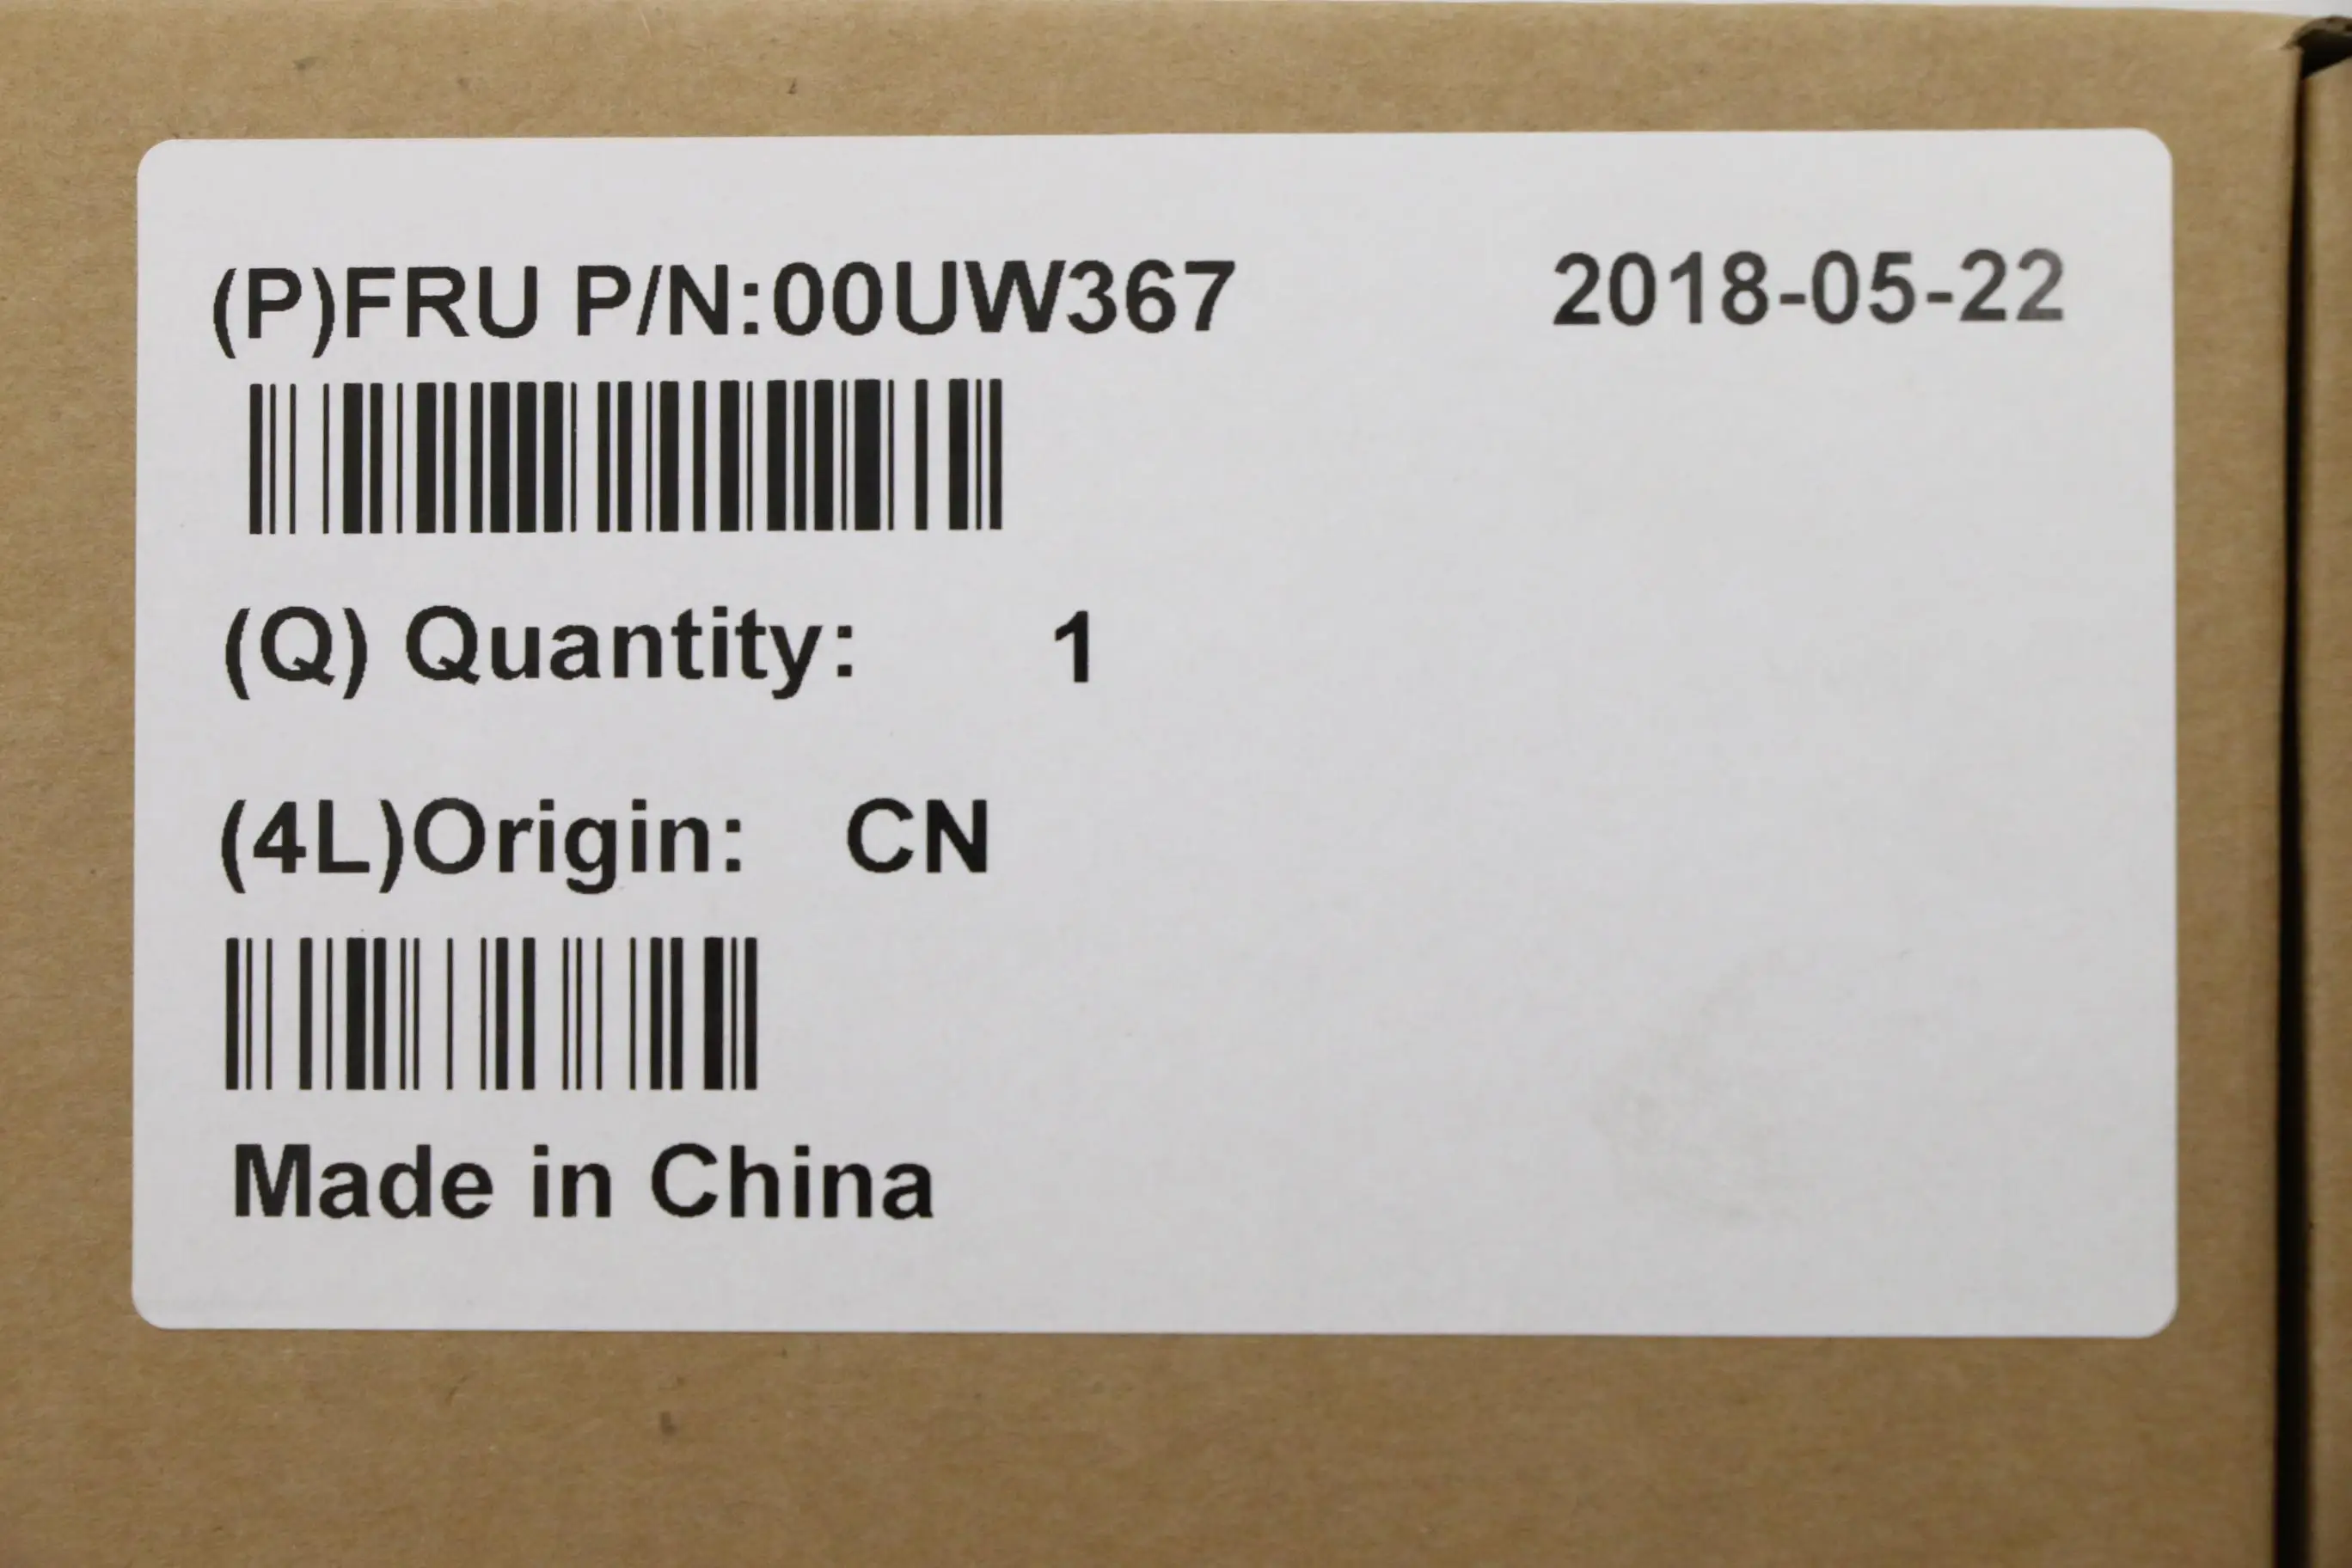 (P)FRU P/N:00UW367 2018-05-22
(Q) Quantity: 1
(4L)Origin: CN
Made in China